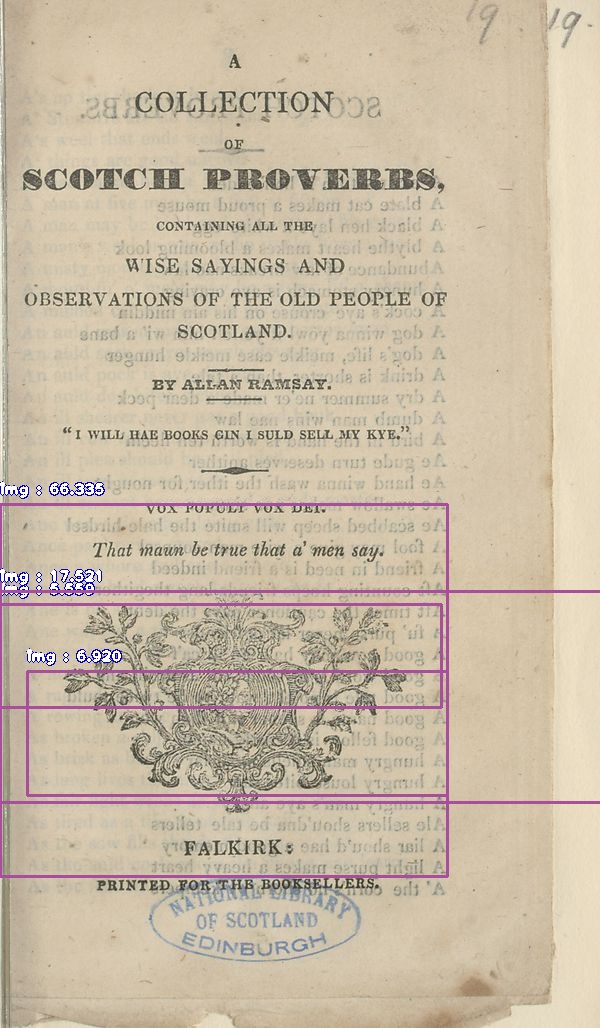 19 19.
A
COLLECTION
OF
SCOTCH PROVERBS,
CONTAINING ALL THE
WISE SAYINGS AND
OBSERVATIONS OF THE OLD PEOPLE OF
SCOTLAND.
BY ALLAN RAMSAY.
"I WILL HAE BOOKS GIN I SULD SELL MY KYE."
img : 66.335
VOX POPULI VOX DEI.
That maun be true that a' men say.
img : 17.521
img :
img : 6.920
FALKIRK:
PRINTED FOR THE BOOKSELLERS.
NATIONAL LIBRARY
OF SCOTLAND
EDINBURGH